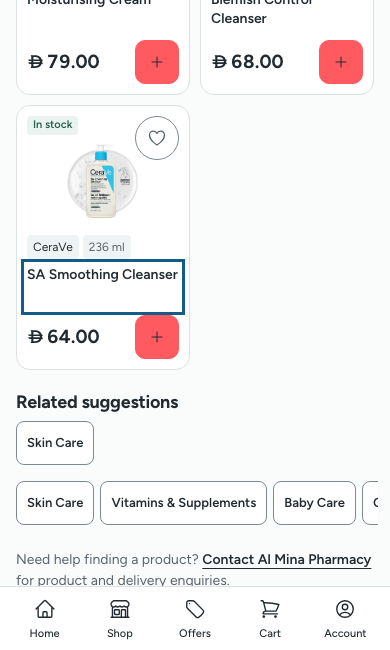 Moisturising Cream
Blemish Control
Cleanser
79.00
68.00
In stock
CeraVe
236 ml
SA Smoothing Cleanser
64.00
Related suggestions
Skin Care
Skin Care
Vitamins & Supplements
Baby Care
Need help finding a product? Contact Al Mina Pharmacy
for product and delivery enquiries.
Home
Shop
Offers
Cart
Account